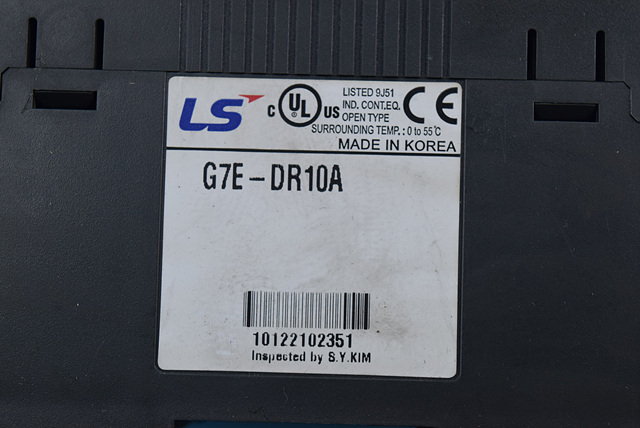 LS
C UL US
LISTED 9J51
IND. CONT.EQ.
OPEN TYPE
CE
SURROUNDING TEMP. : 0 to 55℃
MADE IN KOREA
G7E-DR10A
10122102351
Inspected by S.Y.KIM